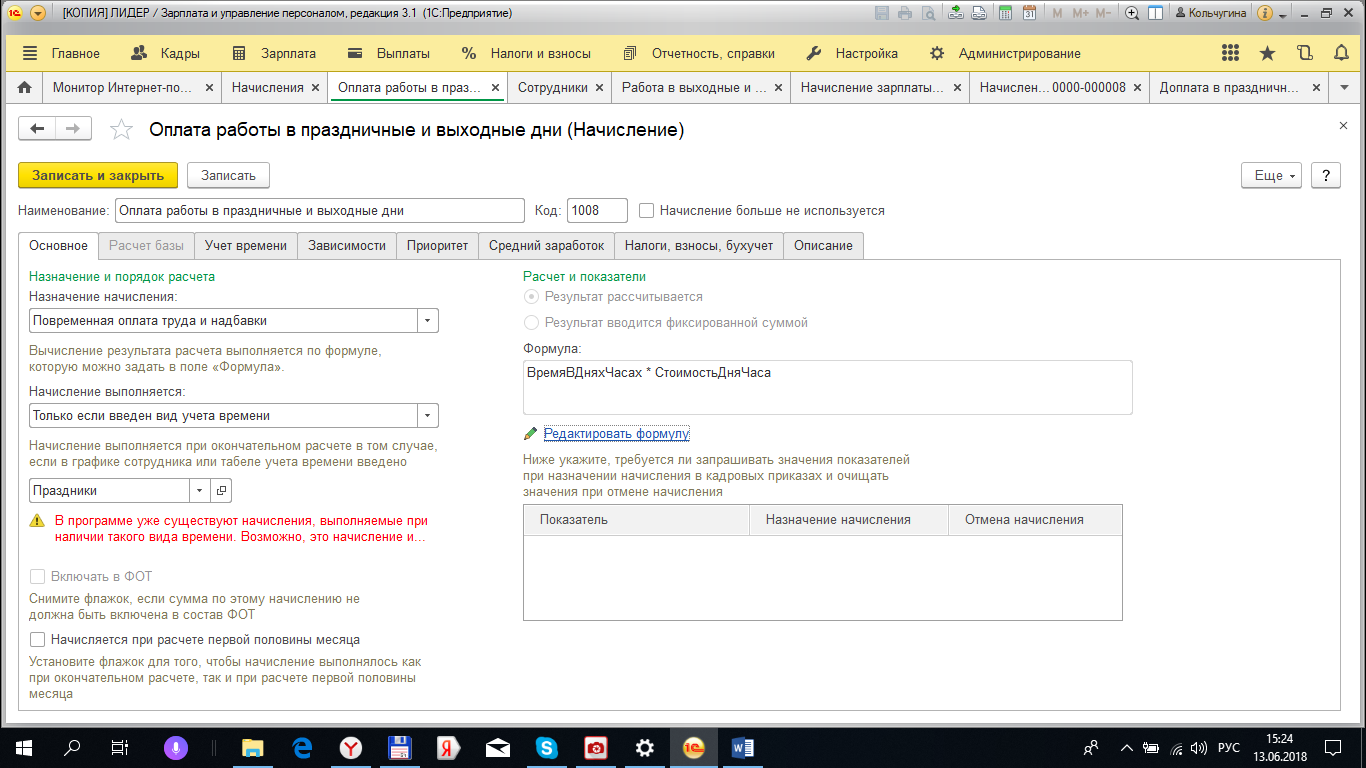 [КОПИЯ] ЛИДЕР / Зарплата и управление персоналом, редакция 3.1 (1С:Предприятие)
M M+ M- Кольчугина
Главное Кадры Зарплата Выплаты Налоги и взносы Отчетность, справки Настройка Администрирование
Монитор Интернет-по... Начисления Оплата работы в праз... Сотрудники Работа в выходные и ... Начисление зарплаты... Начислен... 0000-000008 Доплата в праздничн...
Оплата работы в праздничные и выходные дни (Начисление)
Записать и закрыть Записать Еще ?
Наименование: Оплата работы в праздничные и выходные дни Код: 1008 Начисление больше не используется
Основное Расчет базы Учет времени Зависимости Приоритет Средний заработок Налоги, взносы, бухучет Описание
Назначение и порядок расчета
Назначение начисления:
Повременная оплата труда и надбавки
Вычисление результата расчета выполняется по формуле,
которую можно задать в поле «Формула».
Начисление выполняется:
Только если введен вид учета времени
Начисление выполняется при окончательном расчете в том случае,
если в графике сотрудника или табеле учета времени введено
Праздники
В программе уже существуют начисления, выполняемые при
наличии такого вида времени. Возможно, это начисление и...
Включать в ФОТ
Снимите флажок, если сумма по этому начислению не
должна быть включена в состав ФОТ
Начисляется при расчете первой половины месяца
Установите флажок для того, чтобы начисление выполнялось как
при окончательном расчете, так и при расчете первой половины
месяца
Расчет и показатели
Результат рассчитывается
Результат вводится фиксированной суммой
Формула:
ВремяВДняхЧасах * СтоимостьДняЧаса
Редактировать формулу
Ниже укажите, требуется ли запрашивать значения показателей
при назначении начисления в кадровых приказах и очищать
значения при отмене начисления
Показатель Назначение начисления Отмена начисления
РУС
15:24
13.06.2018